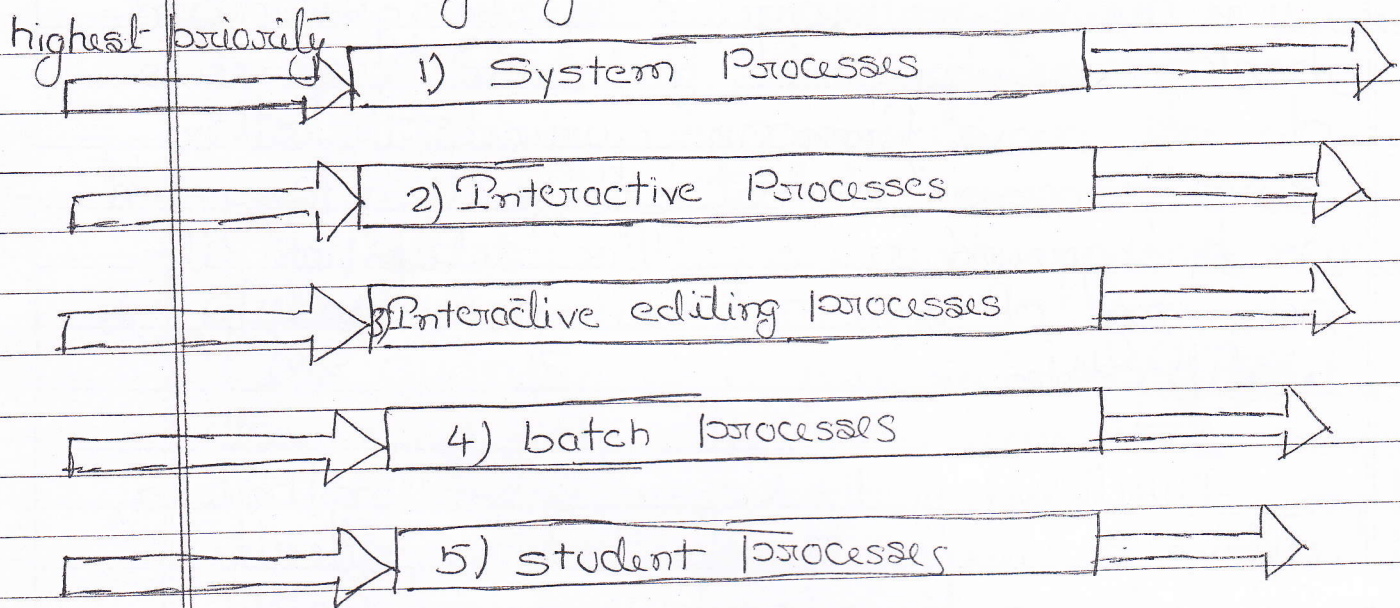 highest priority
1) System Processes
2) Interactive Processes
3) Interactive editing processes
4) batch processes
5) student processes